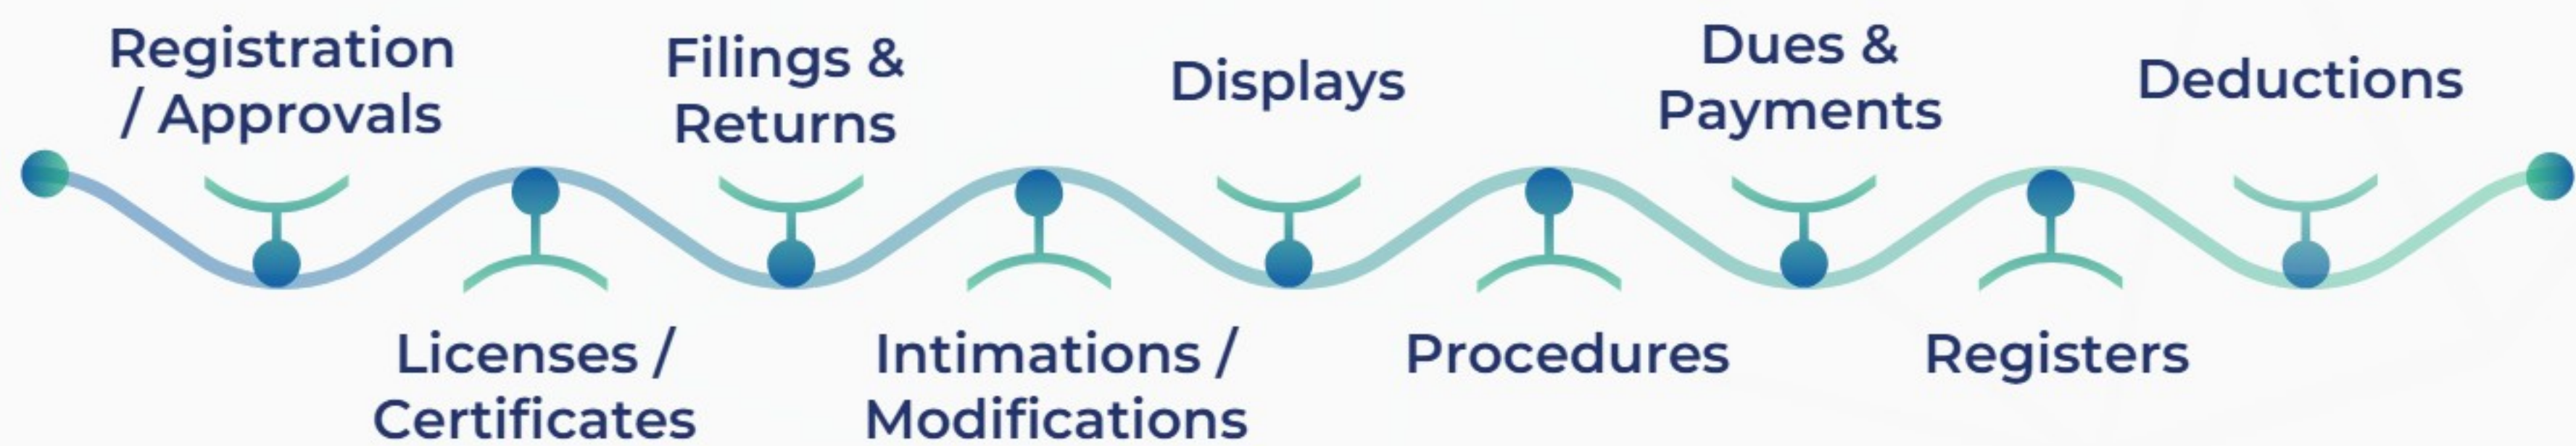 Registration
/ Approvals
Licenses /
Certificates
Filings &
Returns
Intimations /
Modifications
Displays
Procedures
Dues &
Payments
Registers
Deductions